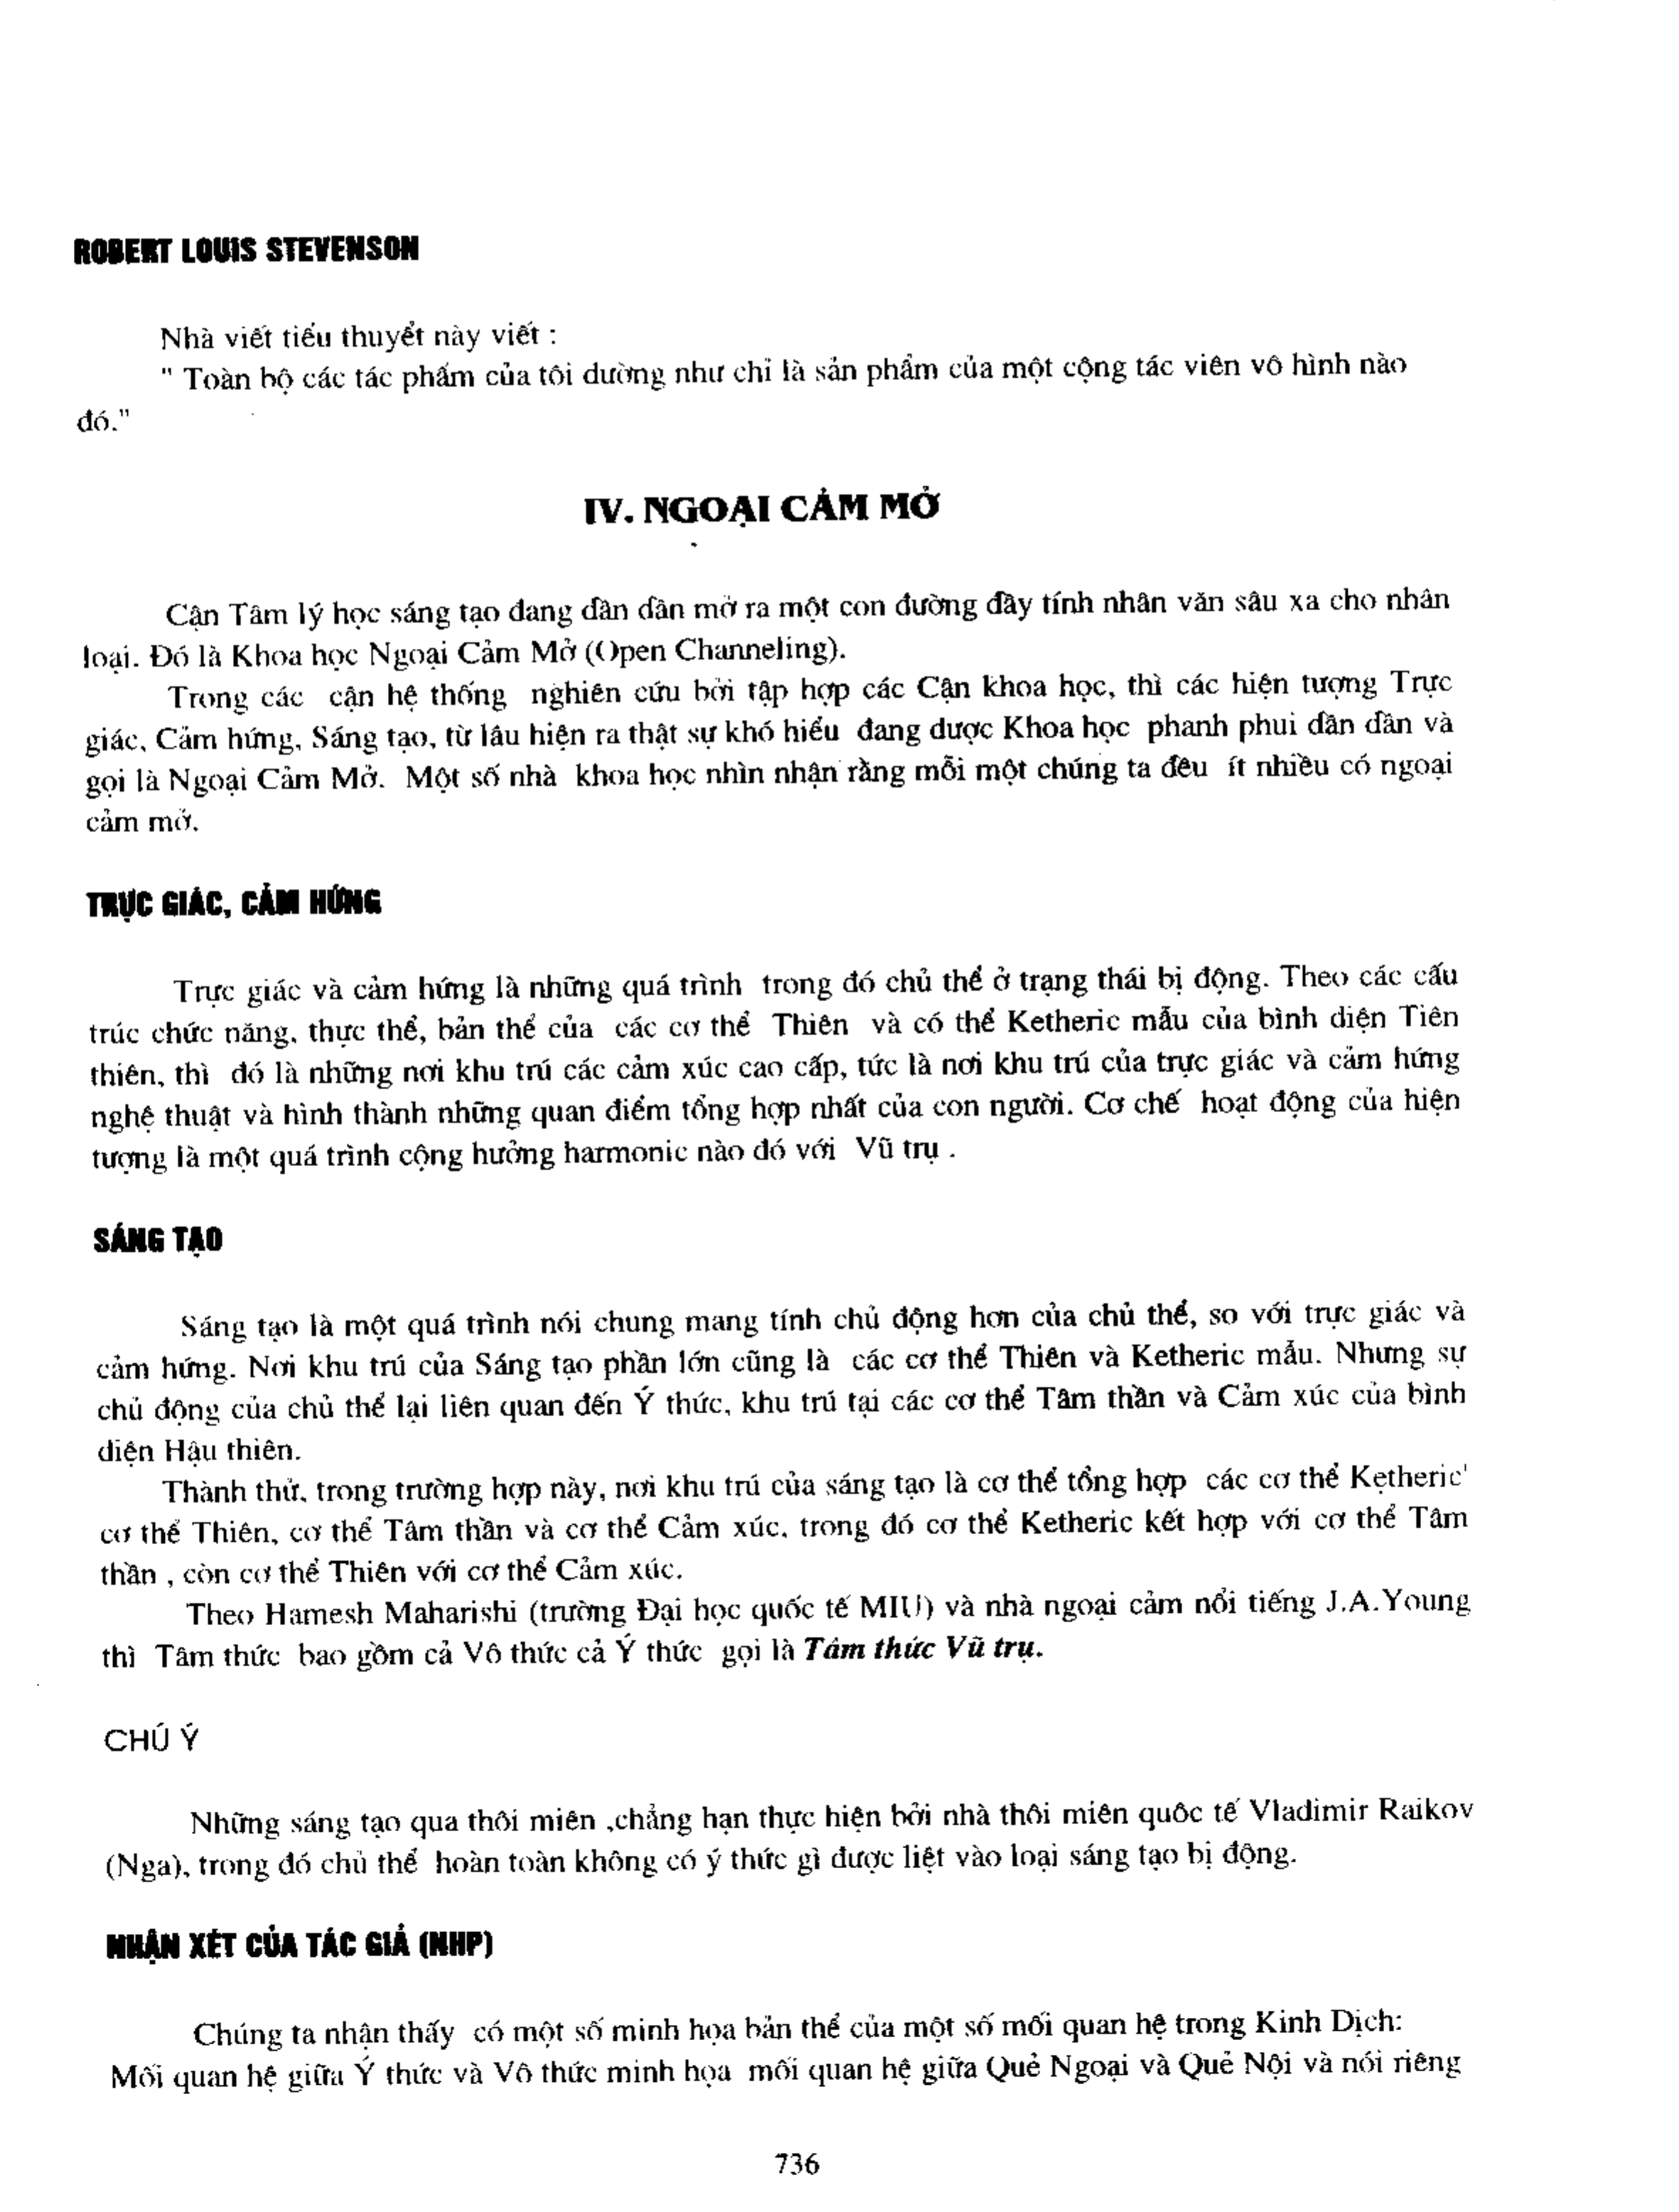 ROBERT LOUIS STEVENSON
Nhà viết tiểu thuyết này viết :
" Toàn bộ các tác phẩm của tôi dường như chỉ là sản phẩm của một cộng tác viên vô hình nào
đó."
IV. NGOẠI CẢM MỞ
Cận Tâm lý học sáng tạo đang dần dần mở ra một con đường đầy tính nhân văn sâu xa cho nhân
loại. Đó là Khoa học Ngoại Cảm Mở (Open Channeling).
Trong các cận hệ thống nghiên cứu bởi tập hợp các Cận khoa học, thì các hiện tượng Trực
giác, Cảm hứng, Sáng tạo, từ lâu hiện ra thật sự khó hiểu đang dược Khoa học phanh phui dần dần và
gọi là Ngoại Cảm Mở. Một số nhà khoa học nhìn nhận rằng mỗi một chúng ta đêu ít nhiều có ngoại
cảm mở.
TRỰC GIÁC, CẢM HỨNG
Trực giác và cảm hứng là những quá trình trong đó chủ thể ở trạng thái bị động. Theo các cấu
trúc chức năng, thực thể, bản thể của các cơ thể Thiên và có thể Ketheric mẫu của bình diện Tiên
thiên, thì đó là những nơi khu trú các cảm xúc cao cấp, tức là nơi khu trú của trực giác và cảm hứng
nghệ thuật và hình thành những quan điểm tổng hợp nhất của con người. Cơ chế hoạt động của hiện
tượng là một quá trình cộng hưởng harmonic nào đó với Vũ trụ .
SÁNG TẠO
Sáng tạo là một quá trình nói chung mang tính chủ động hơn của chủ thể, so với trực giác và
cảm hứng. Nơi khu trú của Sáng tạo phần lớn cũng là các cơ thể Thiên và Ketheric mẫu. Nhưng sự
chủ động của chủ thể lại liên quan đến Ý thức, khu trú tại các cơ thể Tâm thần và Cảm xúc của bình
diện Hậu thiên.
Thành thử, trong trường hợp này, nơi khu trú của sáng tạo là cơ thể tổng hợp các cơ thể Ketheric'
cơ thể Thiên, cơ thể Tâm thần và cơ thể Cảm xúc, trong đó cơ thể Ketheric kết hợp với cơ thể Tâm
thần , còn cơ thể Thiên với cơ thể Cảm xúc.
Theo Hamesh Maharishi (trường Đại học quốc tế MIU) và nhà ngoại cảm nổi tiếng J.A.Young
thì Tâm thức bao gồm cả Vô thức cả Ý thức gọi là Tâm thức Vũ trụ.
CHÚ Ý
Những sáng tạo qua thôi miên ,chẳng hạn thực hiện bởi nhà thôi miên quôc tế Vladimir Raikov
(Nga), trong đó chủ thể hoàn toàn không có ý thức gì được liệt vào loại sáng tạo bị động.
NHẬN XÉT CỦA TÁC GIẢ (NHP)
Chúng ta nhận thấy có một số minh họa bản thể của một số mối quan hệ trong Kinh Dịch:
Mối quan hệ giữa Ý thức và Vô thức minh họa mối quan hệ giữa Quẻ Ngoại và Quẻ Nội và nói riêng
736